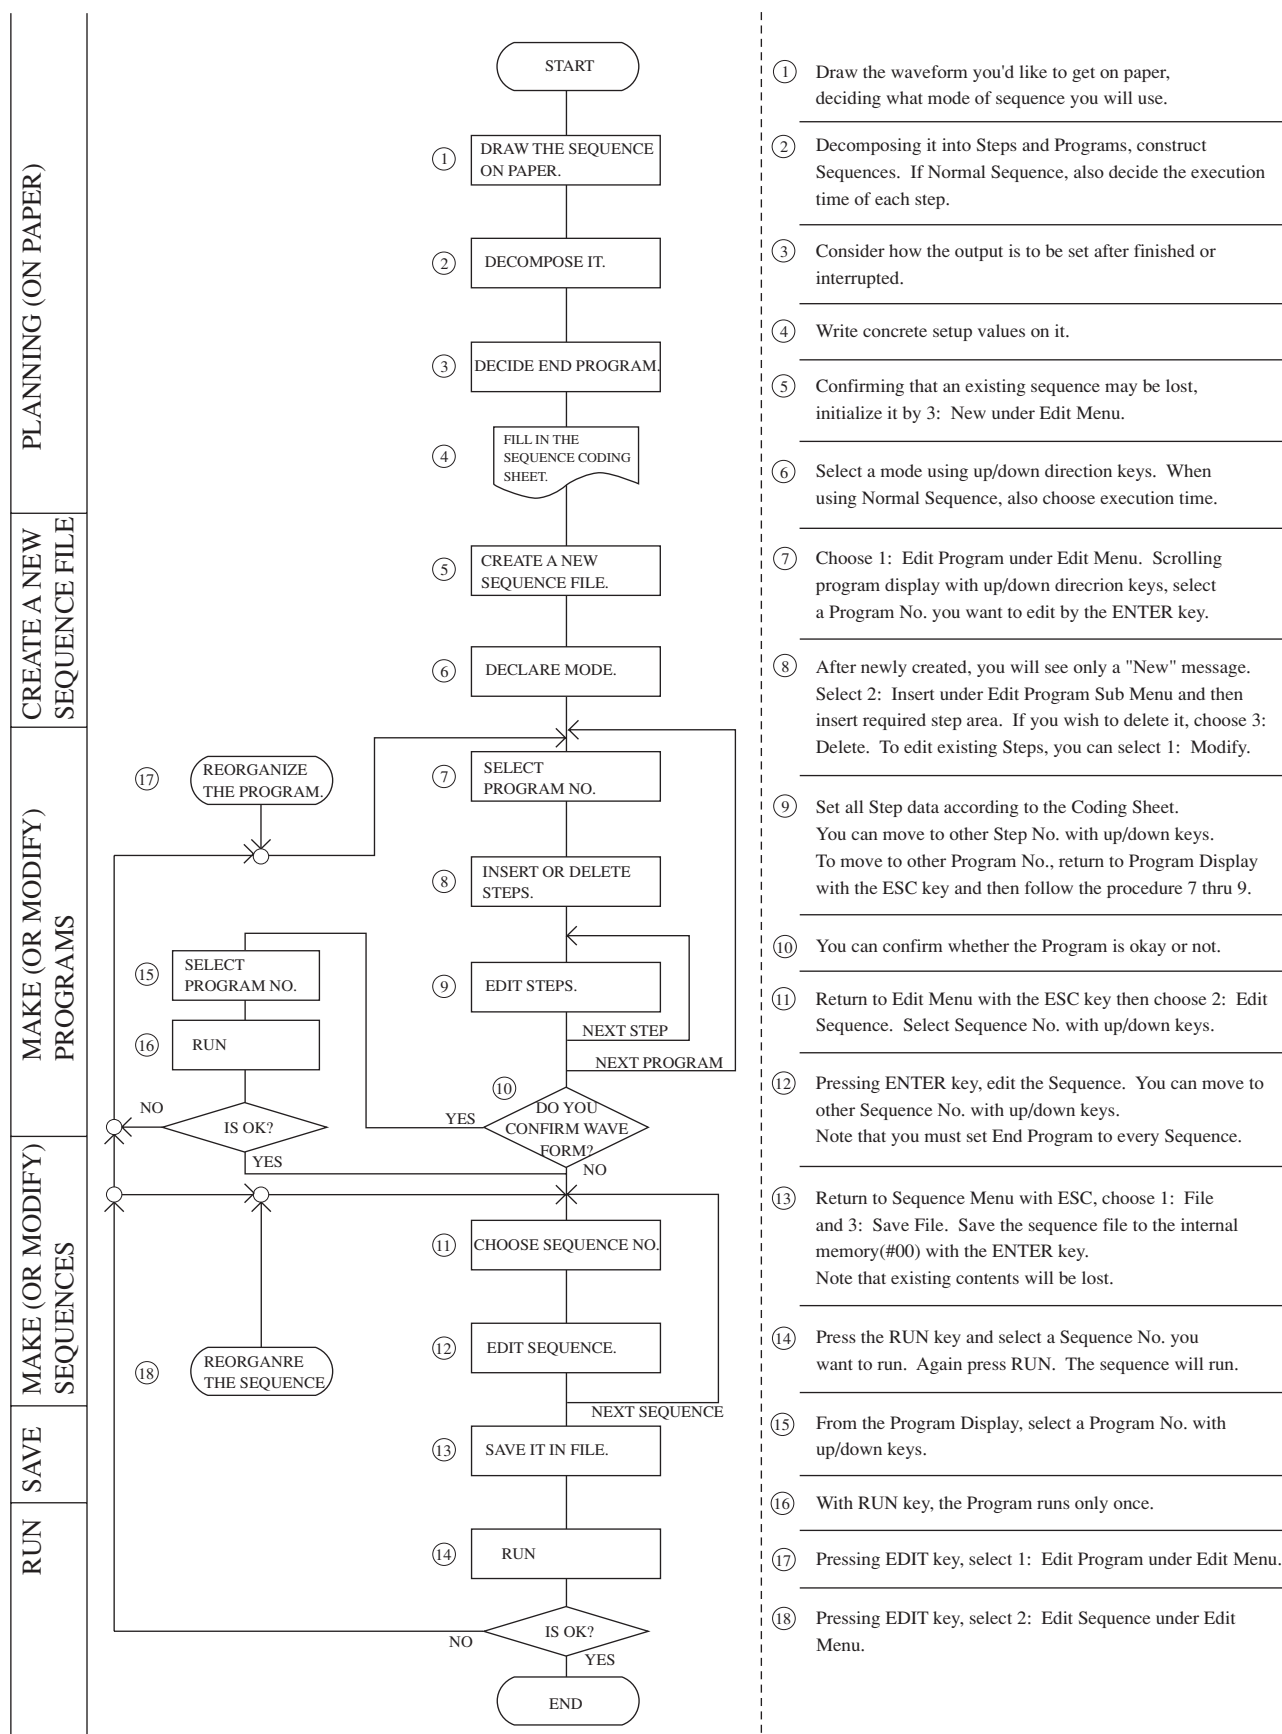 PLANNING (ON PAPER)
CREATE A NEW
SEQUENCE FILE
MAKE (OR MODIFY)
PROGRAMS
MAKE (OR MODIFY)
SEQUENCES
SAVE
RUN
START
1
DRAW THE SEQUENCE
ON PAPER.
2
DECOMPOSE IT.
3
DECIDE END PROGRAM.
4
FILL IN THE
SEQUENCE CODING
SHEET.
5
CREATE A NEW
SEQUENCE FILE.
6
DECLARE MODE.
17
REORGANIZE
THE PROGRAM.
7
SELECT
PROGRAM NO.
8
INSERT OR DELETE
STEPS.
15
SELECT
PROGRAM NO.
9
EDIT STEPS.
NEXT STEP
16
RUN
NEXT PROGRAM
10
DO YOU
CONFIRM WAVE
FORM?
YES
NO
NO
IS OK?
YES
11
CHOOSE SEQUENCE NO.
12
EDIT SEQUENCE.
18
REORGANRE
THE SEQUENCE
NEXT SEQUENCE
13
SAVE IT IN FILE.
14
RUN
IS OK?
NO
YES
END
1 Draw the waveform you'd like to get on paper,
deciding what mode of sequence you will use.
2 Decomposing it into Steps and Programs, construct
Sequences. If Normal Sequence, also decide the execution
time of each step.
3 Consider how the output is to be set after finished or
interrupted.
4 Write concrete setup values on it.
5 Confirming that an existing sequence may be lost,
initialize it by 3: New under Edit Menu.
6 Select a mode using up/down direction keys. When
using Normal Sequence, also choose execution time.
7 Choose 1: Edit Program under Edit Menu. Scrolling
program display with up/down direcrion keys, select
a Program No. you want to edit by the ENTER key.
8 After newly created, you will see only a "New" message.
Select 2: Insert under Edit Program Sub Menu and then
insert required step area. If you wish to delete it, choose 3:
Delete. To edit existing Steps, you can select 1: Modify.
9 Set all Step data according to the Coding Sheet.
You can move to other Step No. with up/down keys.
To move to other Program No., return to Program Display
with the ESC key and then follow the procedure 7 thru 9.
10 You can confirm whether the Program is okay or not.
11 Return to Edit Menu with the ESC key then choose 2: Edit
Sequence. Select Sequence No. with up/down keys.
12 Pressing ENTER key, edit the Sequence. You can move to
other Sequence No. with up/down keys.
Note that you must set End Program to every Sequence.
13 Return to Sequence Menu with ESC, choose 1: File
and 3: Save File. Save the sequence file to the internal
memory(#00) with the ENTER key.
Note that existing contents will be lost.
14 Press the RUN key and select a Sequence No. you
want to run. Again press RUN. The sequence will run.
15 From the Program Display, select a Program No. with
up/down keys.
16 With RUN key, the Program runs only once.
17 Pressing EDIT key, select 1: Edit Program under Edit Menu.
18 Pressing EDIT key, select 2: Edit Sequence under Edit
Menu.